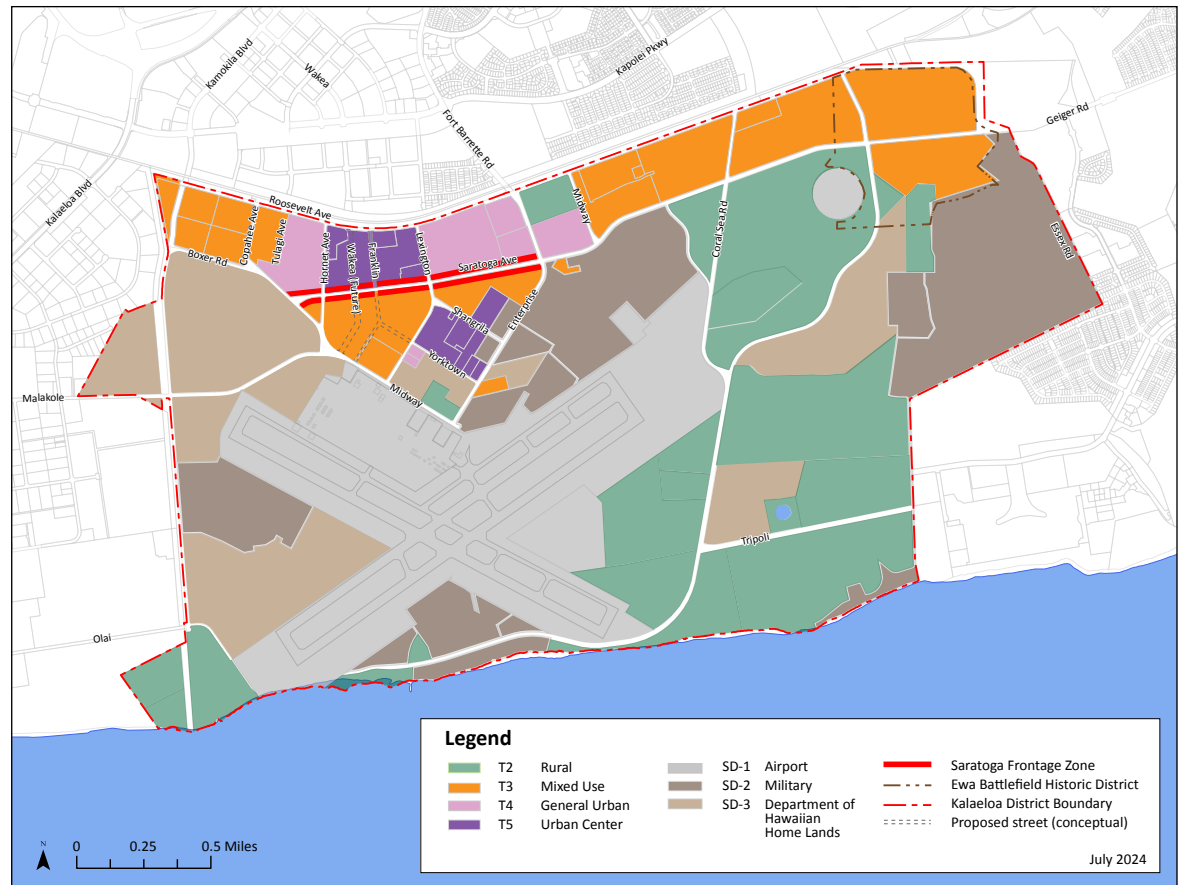 Kamokila Blvd
Wakea
Kapolei Pkwy
Fort Barrette Rd
Geiger Rd
Kalaeloa Blvd
Roosevelt Ave
Midway
Copahee Ave
Tulagi Ave
Hornet Ave
Wakea (Future)
Franklin
Lexington
Coral Sea Rd
Essex Rd
Boxer Rd
Saratoga Ave
Shangrila
Enterprise
Yorktown
Midway
Malakole
Tripoli
Olai
Legend
T2 Rural
T3 Mixed Use
T4 General Urban
T5 Urban Center
SD-1 Airport
SD-2 Military
SD-3 Department of
Hawaiian
Home Lands
Saratoga Frontage Zone
Ewa Battlefield Historic District
Kalaeloa District Boundary
Proposed street (conceptual)
July 2024
N
0 0.25 0.5 Miles